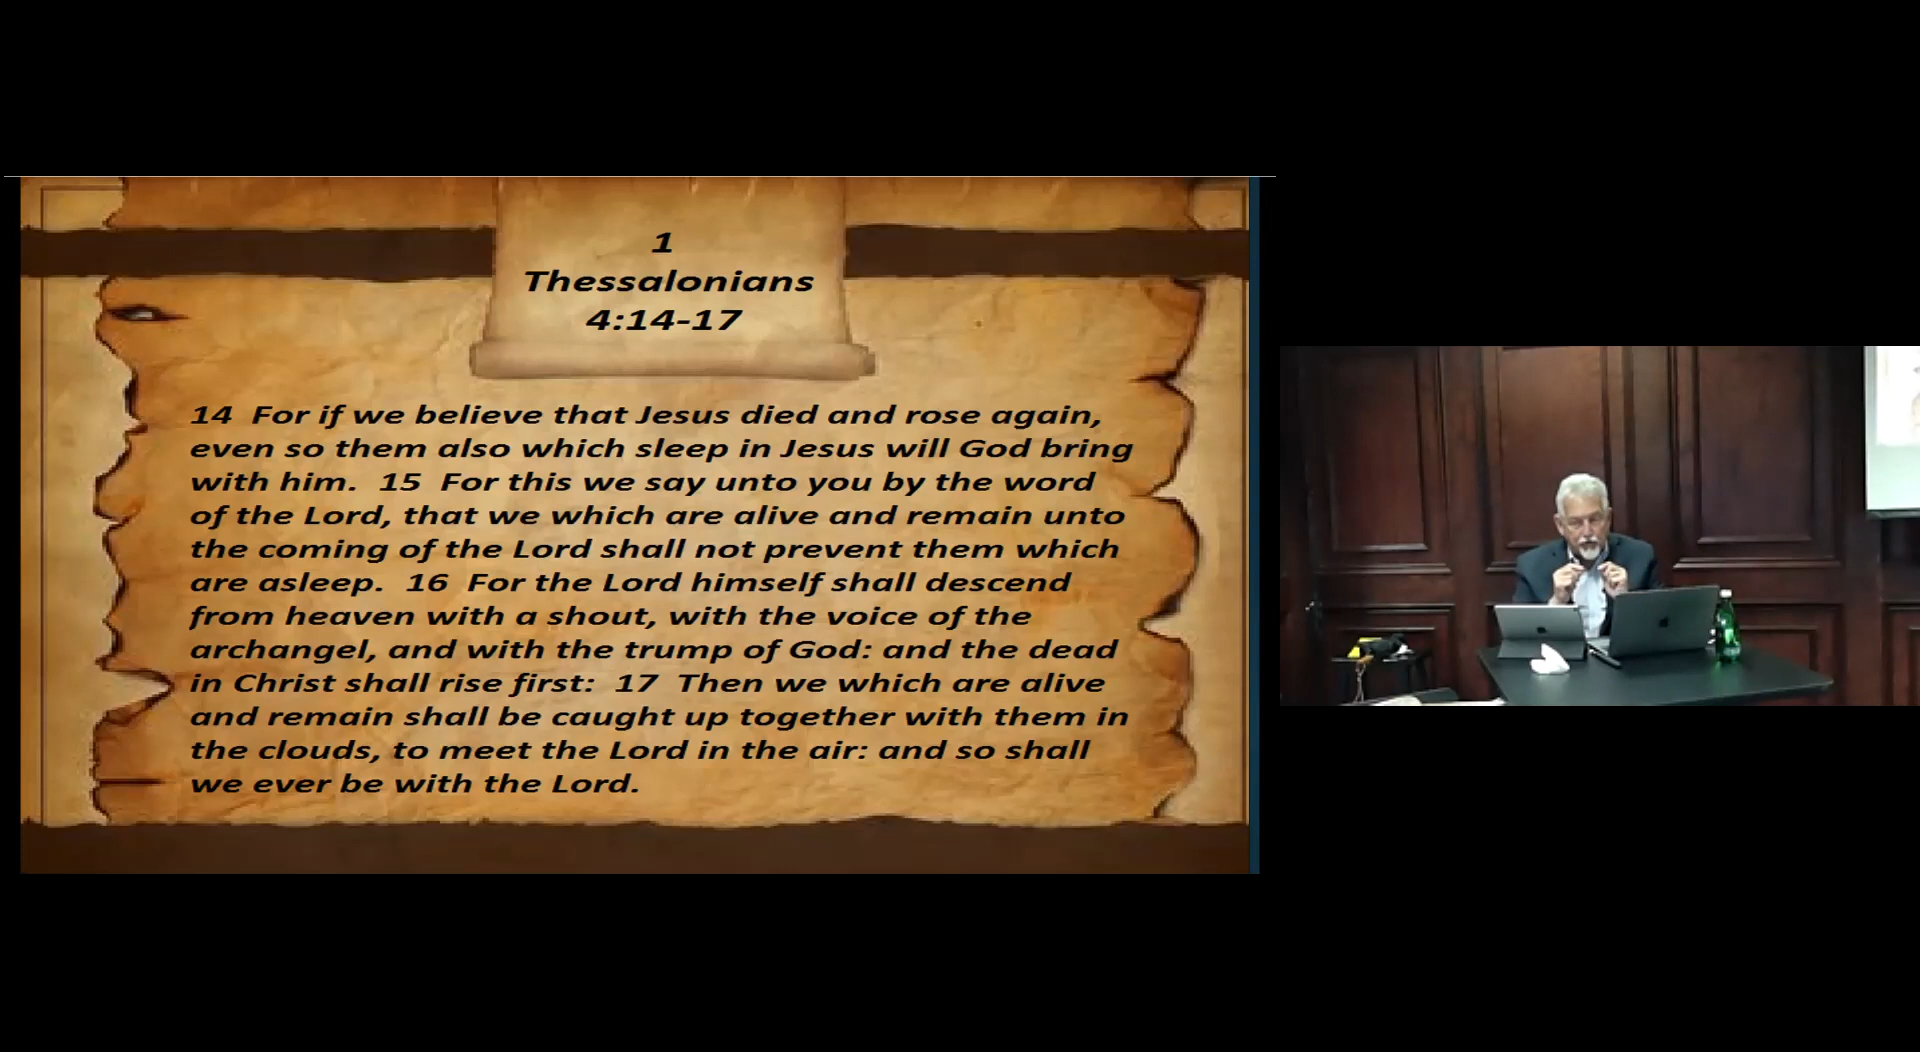 1
Thessalonians
4:14-17
14 For if we believe that Jesus died and rose again,
even so them also which sleep in Jesus will God bring
with him. 15 For this we say unto you by the word
of the Lord, that we which are alive and remain unto
the coming of the Lord shall not prevent them which
are asleep. 16 For the Lord himself shall descend
from heaven with a shout, with the voice of the
archangel, and with the trump of God: and the dead
in Christ shall rise first: 17 Then we which are alive
and remain shall be caught up together with them in
the clouds, to meet the Lord in the air: and so shall
we ever be with the Lord.